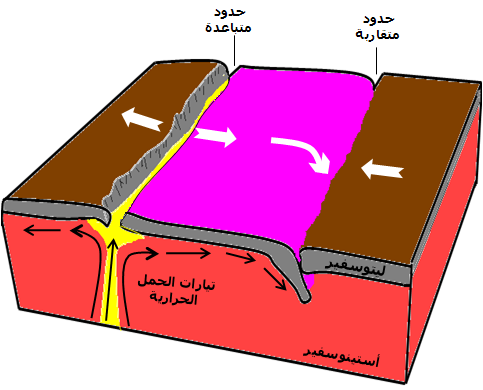 حدود
متباعدة
حدود
متقاربة
ليتوسفير
تيارات الحمل
الحرارية
أستينوسفير